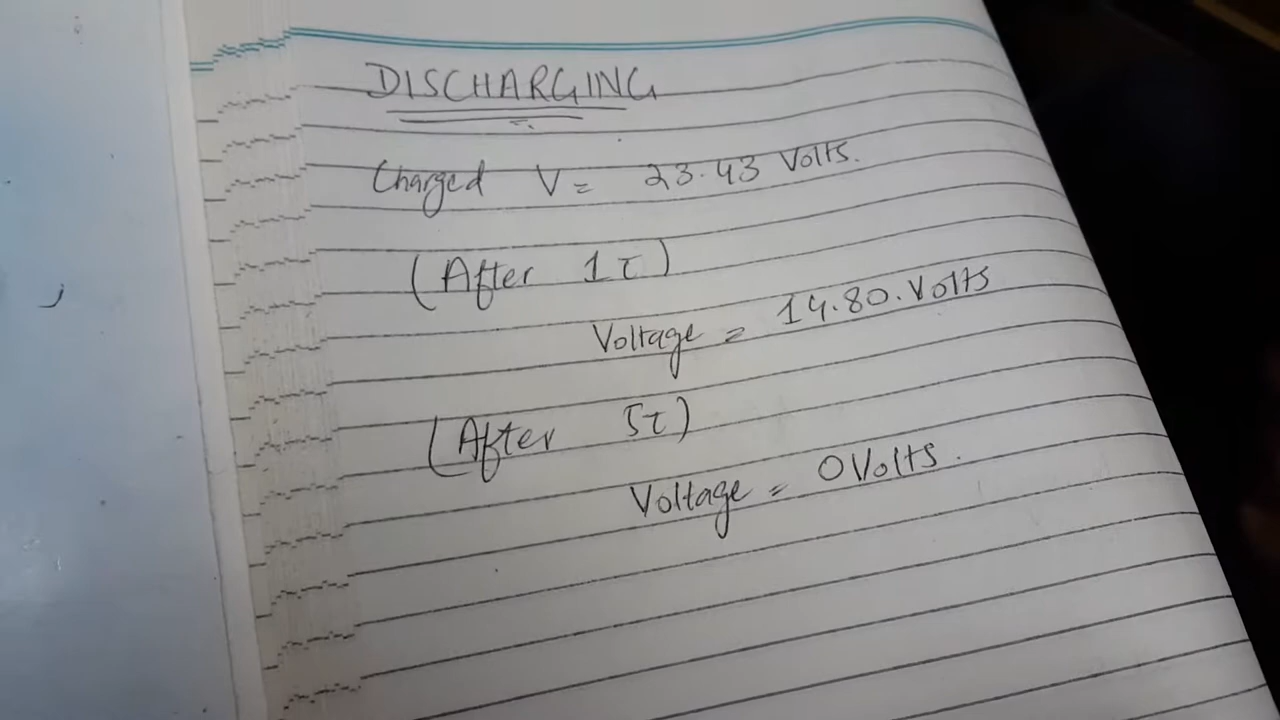 DISCHARGING
Charged V = 23.43 Volts.
(After 1τ)
Voltage = 14.80.Volts
(After 5τ)
Voltage = 0Volts.